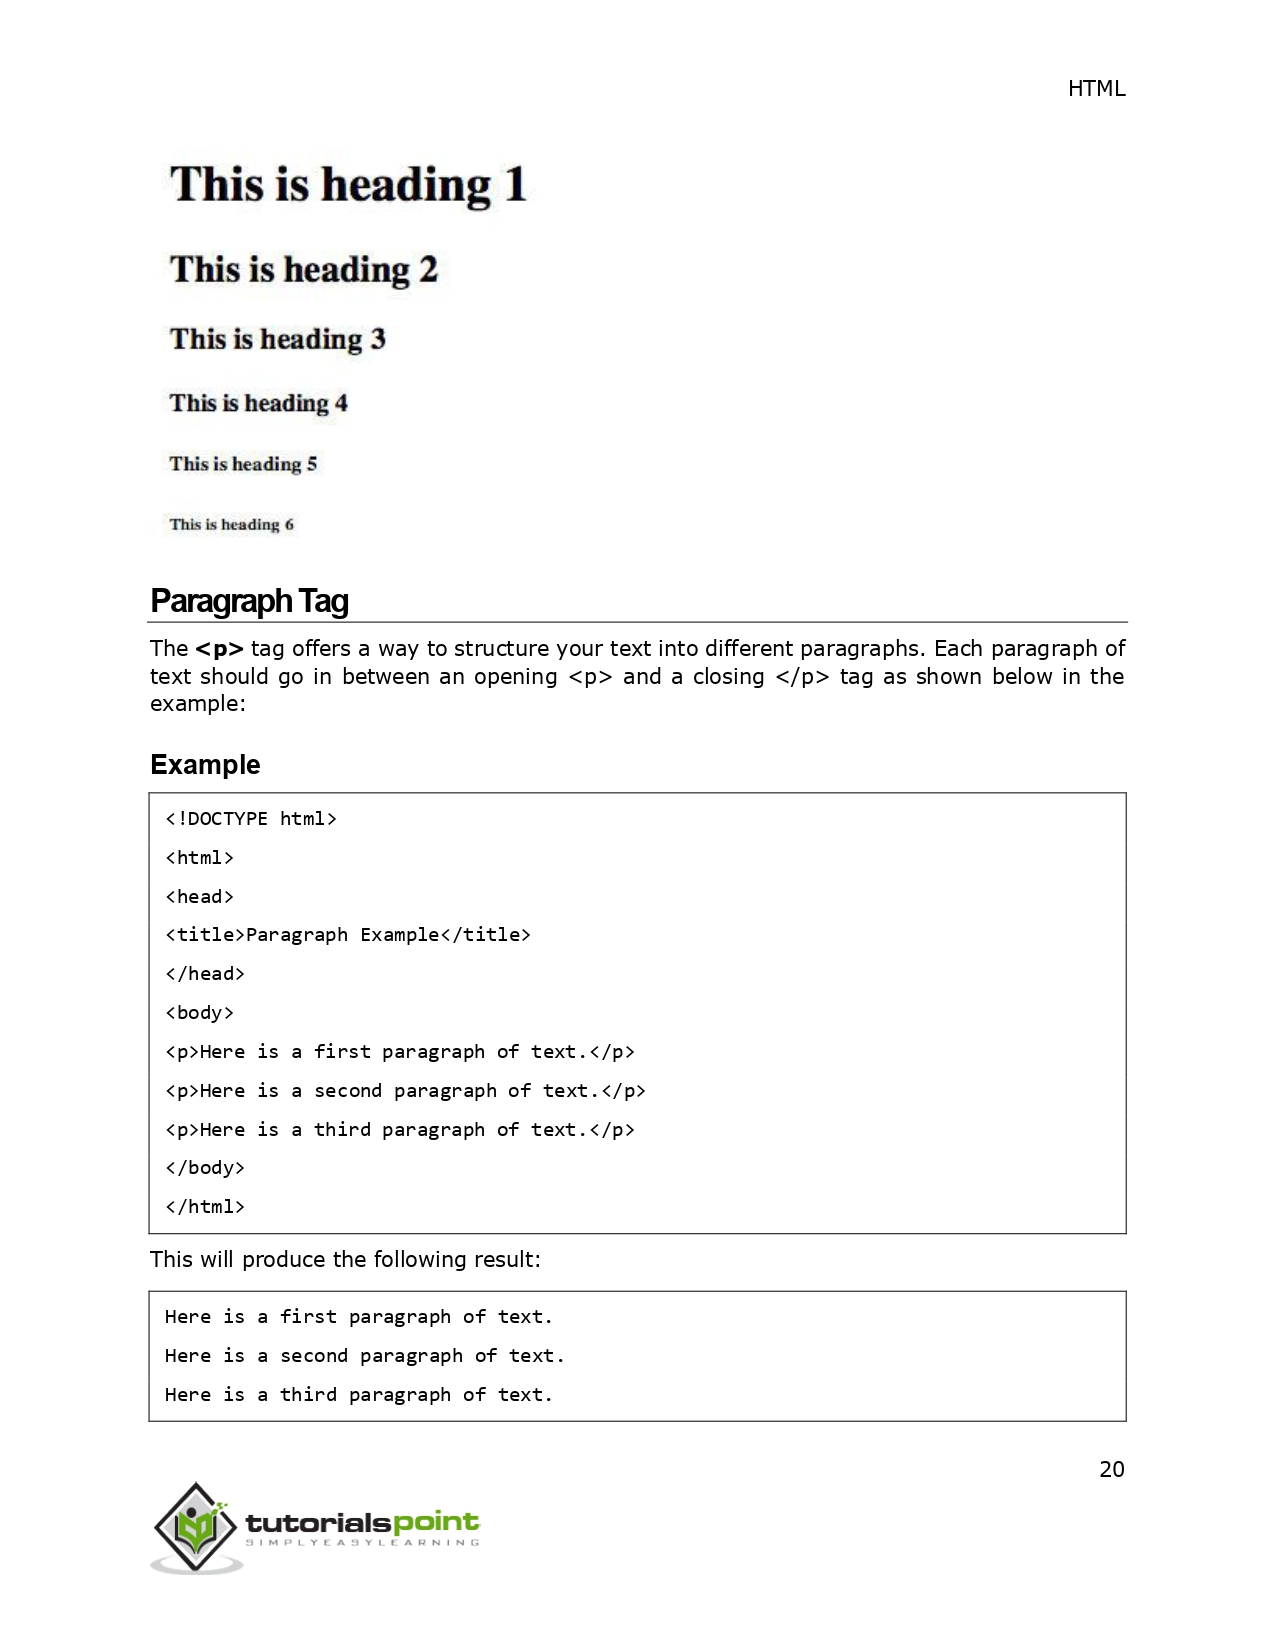 HTML
This is heading 1
This is heading 2
This is heading 3
This is heading 4
This is heading 5
This is heading 6
Paragraph Tag
The <p> tag offers a way to structure your text into different paragraphs. Each paragraph of
text should go in between an opening <p> and a closing </p> tag as shown below in the
example:
Example
<!DOCTYPE html>
<html>
<head>
<title>Paragraph Example</title>
</head>
<body>
<p>Here is a first paragraph of text.</p>
<p>Here is a second paragraph of text.</p>
<p>Here is a third paragraph of text.</p>
</body>
</html>
This will produce the following result:
Here is a first paragraph of text.
Here is a second paragraph of text.
Here is a third paragraph of text.
20
tutorialspoint
SIMPLYEASYLEARNING